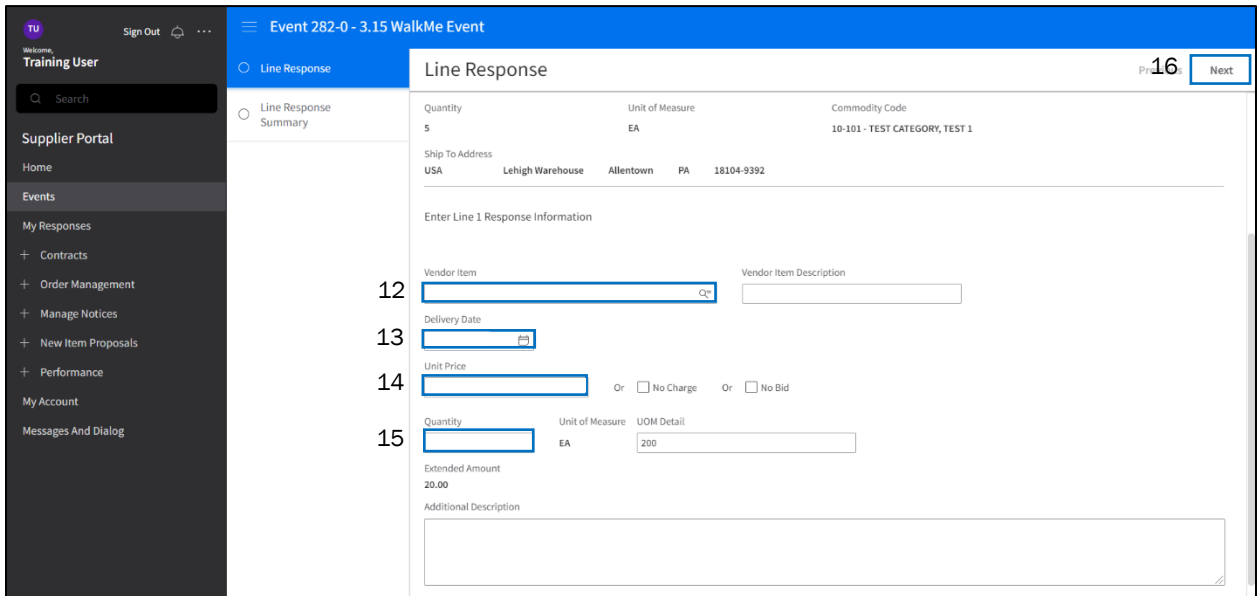 TU
Sign Out
Welcome,
Training User
Search
Supplier Portal
Home
Events
My Responses
+ Contracts
+ Order Management
+ Manage Notices
+ New Item Proposals
+ Performance
My Account
Messages And Dialog
Event 282-0 - 3.15 WalkMe Event
Line Response
Line Response
Summary
Line Response
Previous
16
Next
Quantity Unit of Measure Commodity Code
5 EA 10-101 - TEST CATEGORY, TEST 1
Ship To Address
USA Lehigh Warehouse Allentown PA 18104-9392
Enter Line 1 Response Information
Vendor Item Vendor Item Description
12
Delivery Date
13
Unit Price
14 Or No Charge Or No Bid
Quantity Unit of Measure UOM Detail
15 EA 200
Extended Amount
20.00
Additional Description